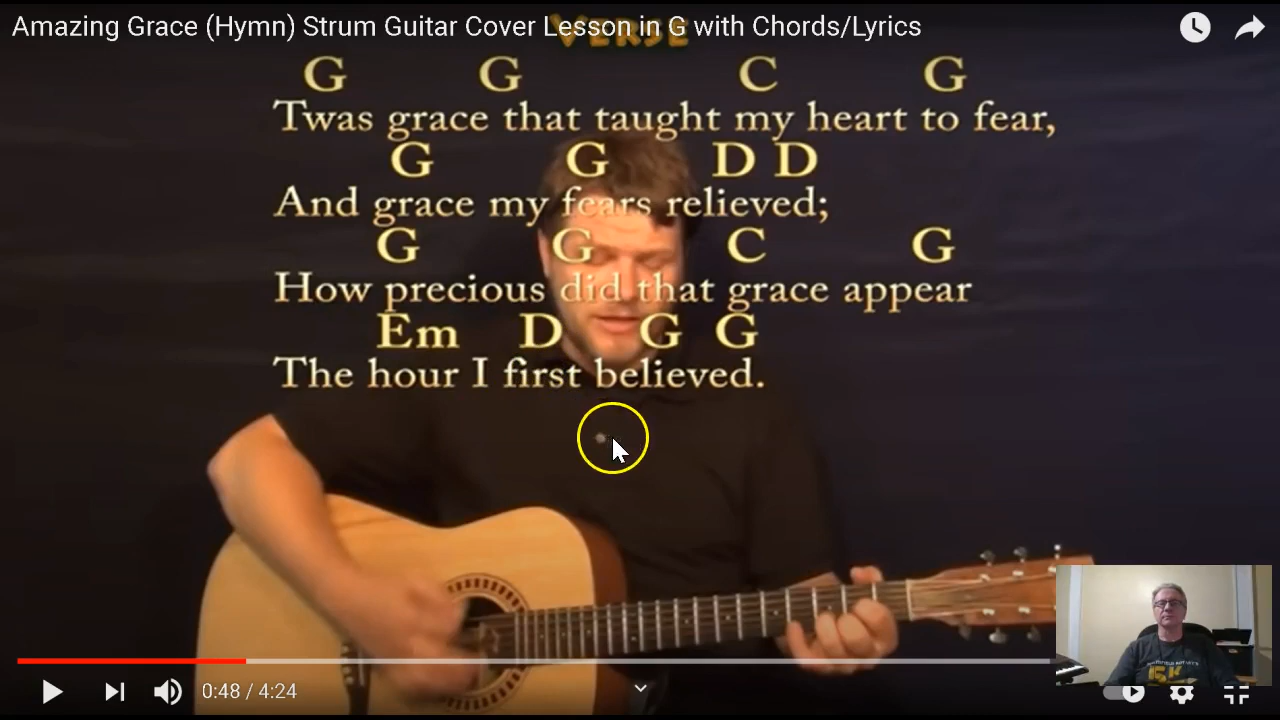 Amazing Grace (Hymn) Strum Guitar Cover Lesson in G with Chords/Lyrics
VERSE
G G C G
Twas grace that taught my heart to fear,
G G D D
And grace my fears relieved;
G G C G
How precious did that grace appear
Em D G G
The hour I first believed.
0:48 / 4:24